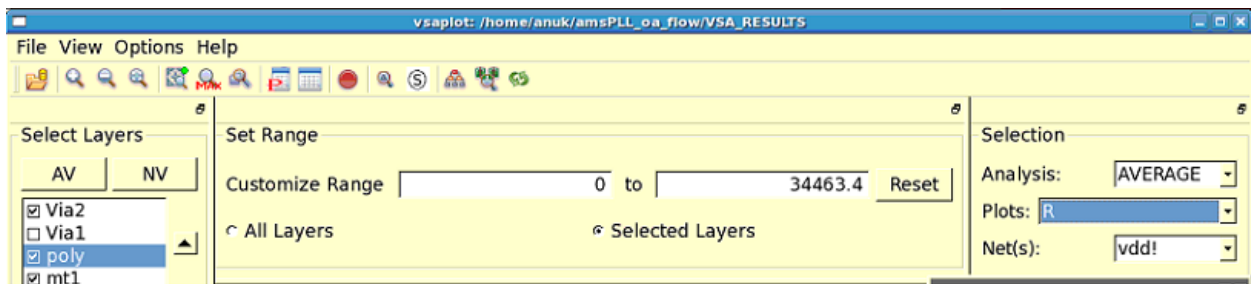 vsaplot: /home/anuk/amsPLL_oa_flow/VSA_RESULTS
File View Options Help
Select Layers
AV NV
Via2
Via1
poly
mt1
Set Range
Customize Range 0 to 34463.4 Reset
All Layers Selected Layers
Selection
Analysis: AVERAGE
Plots: R
Net(s): vdd!